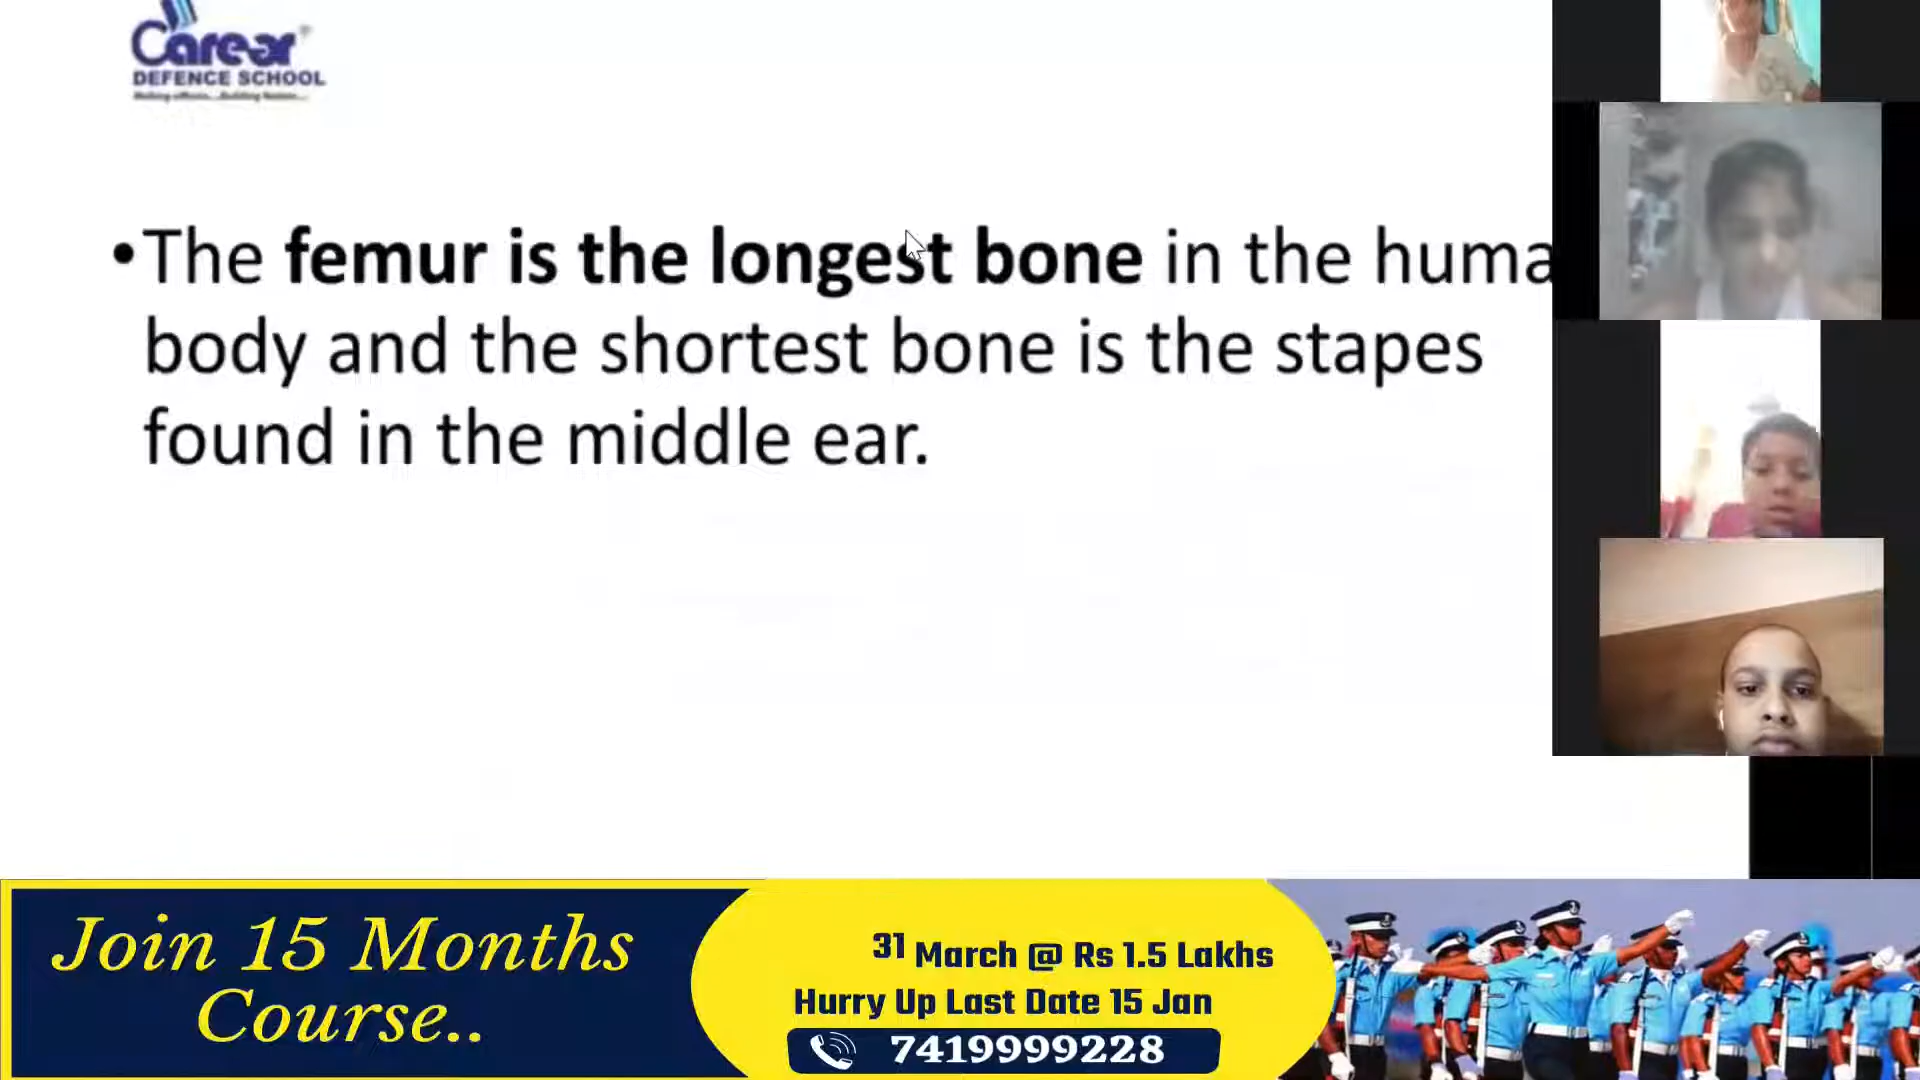 Carear®
DEFENCE SCHOOL
•The femur is the longest bone in the huma
body and the shortest bone is the stapes
found in the middle ear.
Join 15 Months
Course..
31 March @ Rs 1.5 Lakhs
Hurry Up Last Date 15 Jan
7419999228